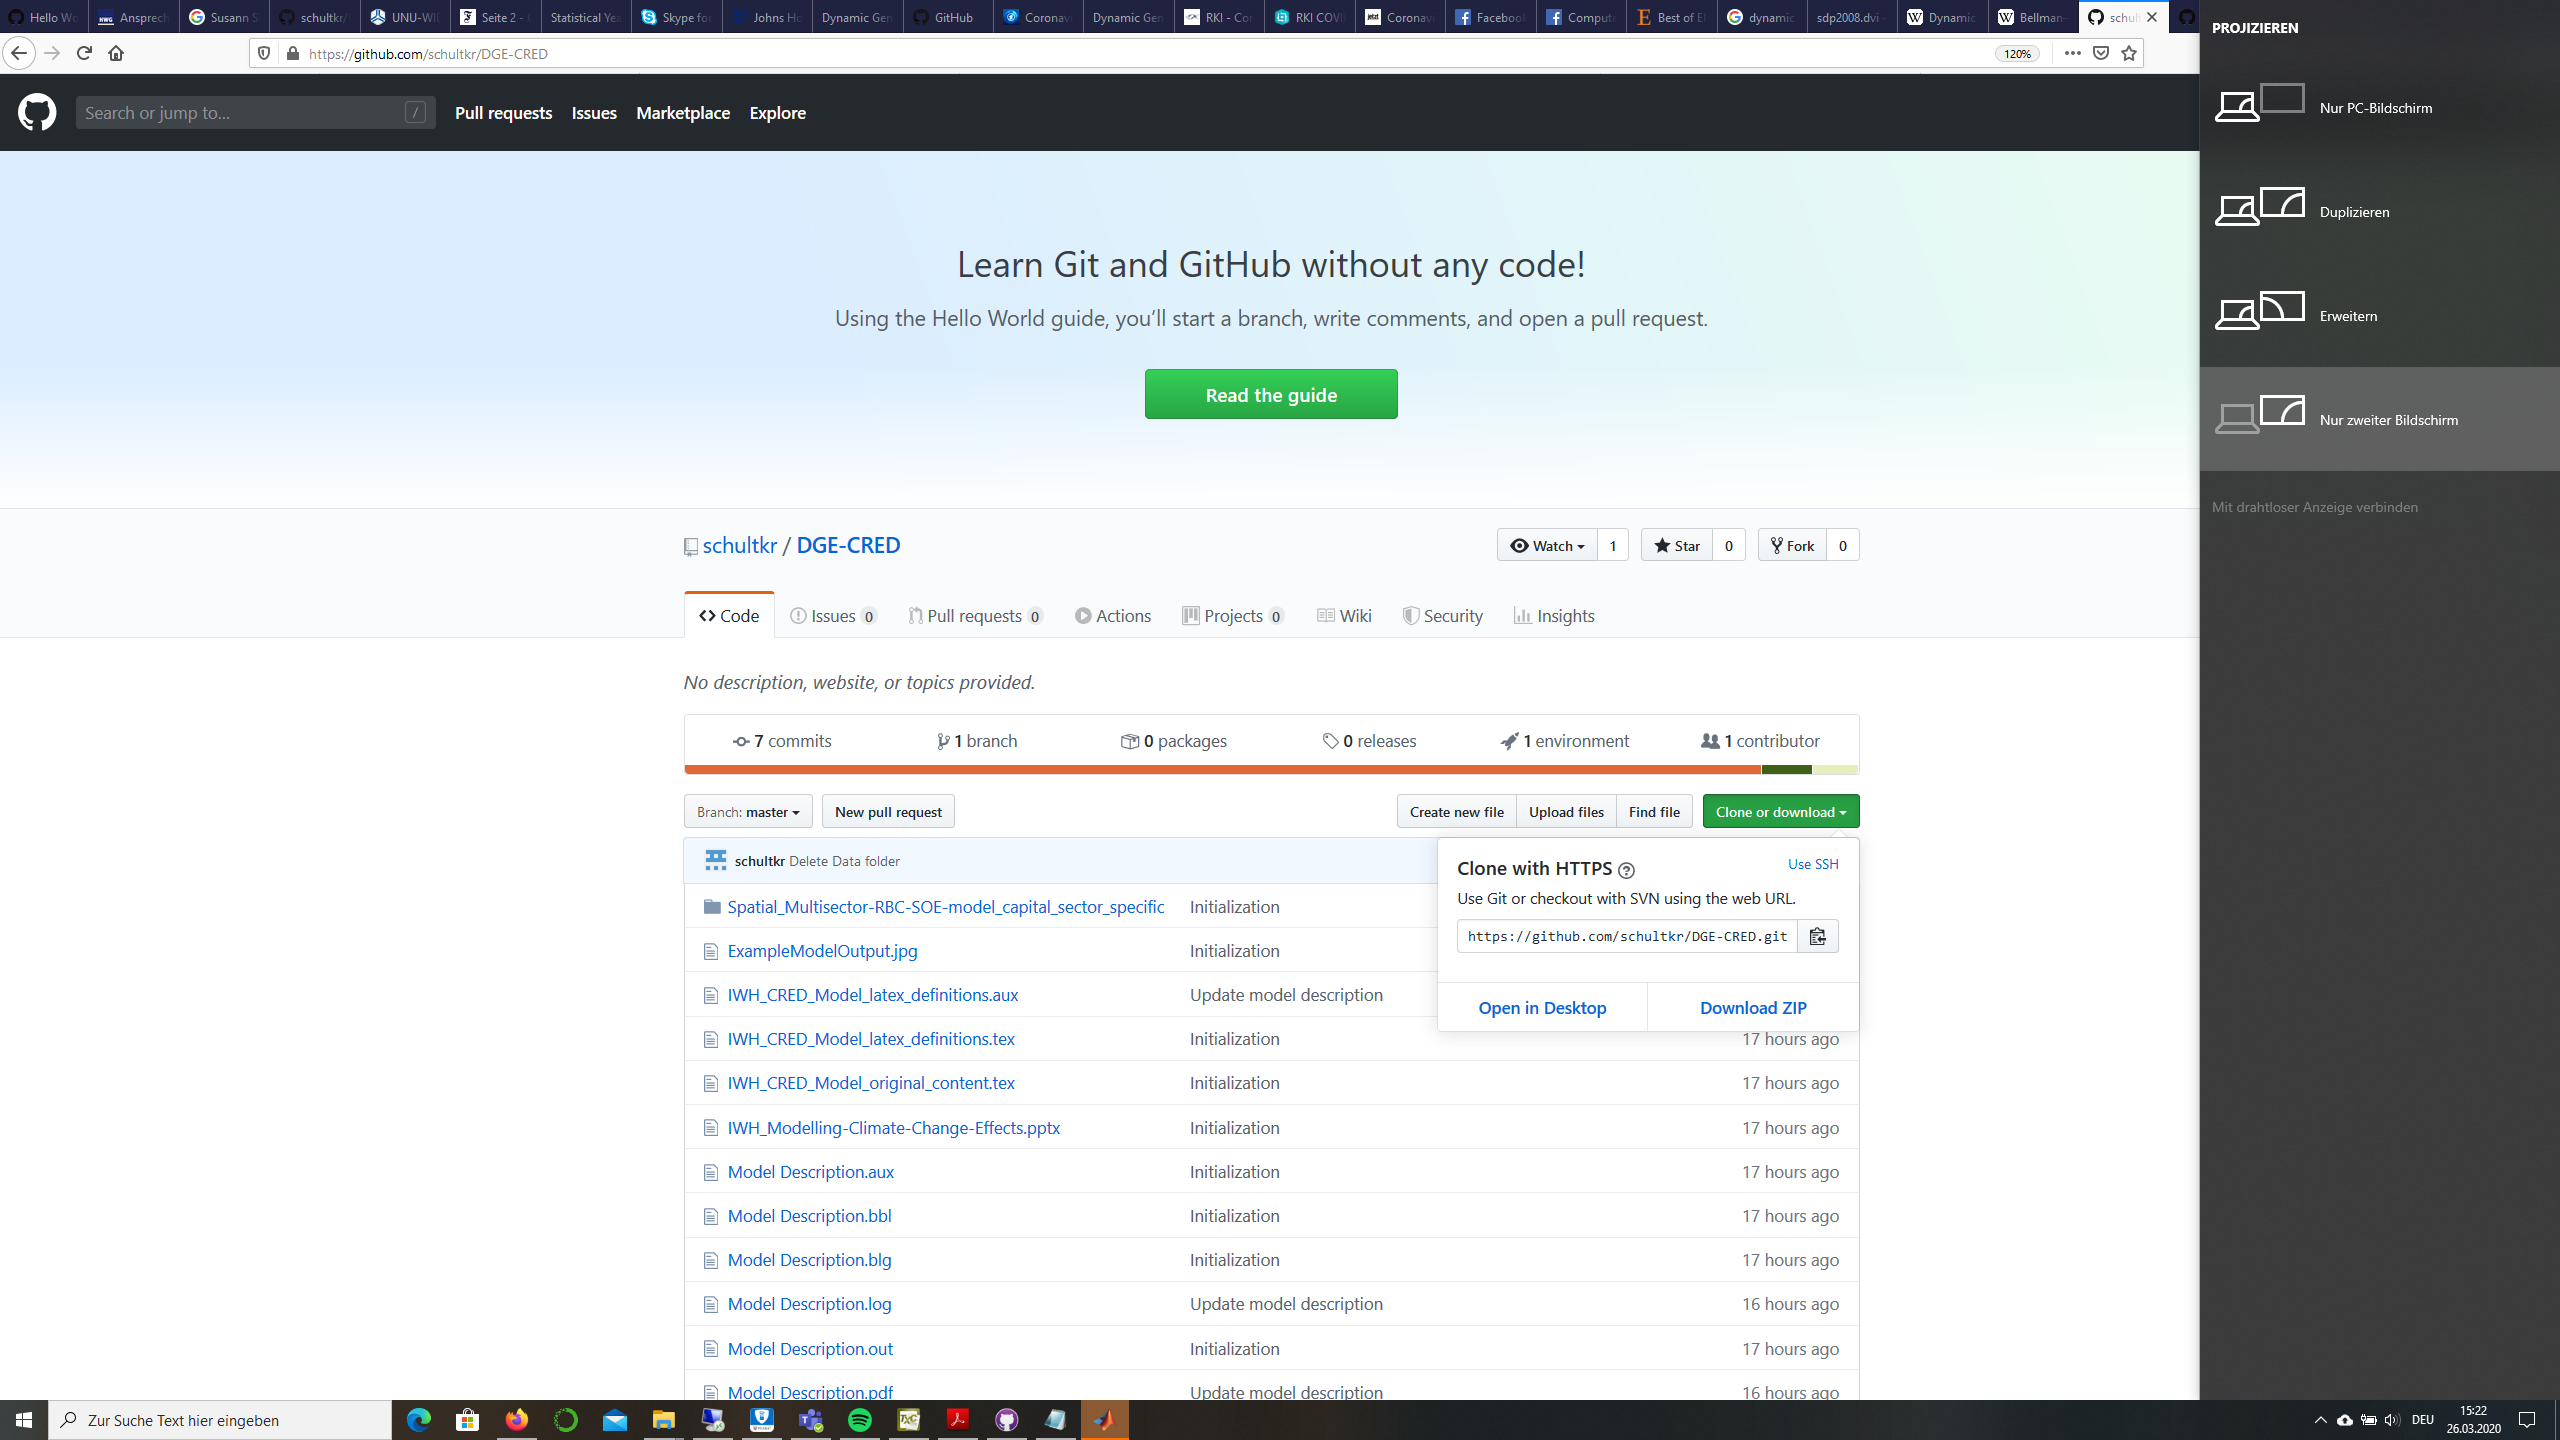 Hello Wo
Ansprech
Susann S
schultkr/
UNU-WI
Seite 2 -
Statistical Yea
Skype fo
Johns Ho
Dynamic Gen
GitHub
Coronav
Dynamic Gen
RKI - Cor
RKI COVI
Coronav
Facebook
Compute
Best of E
dynamic
sdp2008.dvi
Dynamic
Bellman-
schult
https://github.com/schultkr/DGE-CRED
120%
Search or jump to...
/
Pull requests
Issues
Marketplace
Explore
Learn Git and GitHub without any code!
Using the Hello World guide, you’ll start a branch, write comments, and open a pull request.
Read the guide
schultkr / DGE-CRED
Watch 1
Star 0
Fork 0
Code
Issues 0
Pull requests 0
Actions
Projects 0
Wiki
Security
Insights
No description, website, or topics provided.
7 commits
1 branch
0 packages
0 releases
1 environment
1 contributor
Branch: master
New pull request
Create new file
Upload files
Find file
Clone or download
schultkr Delete Data folder
Clone with HTTPS
Use SSH
Use Git or checkout with SVN using the web URL.
https://github.com/schultkr/DGE-CRED.git
Open in Desktop
Download ZIP
Spatial_Multisector-RBC-SOE-model_capital_sector_specific Initialization
ExampleModelOutput.jpg Initialization
IWH_CRED_Model_latex_definitions.aux Update model description
IWH_CRED_Model_latex_definitions.tex Initialization 17 hours ago
IWH_CRED_Model_original_content.tex Initialization 17 hours ago
IWH_Modelling-Climate-Change-Effects.pptx Initialization 17 hours ago
Model Description.aux Initialization 17 hours ago
Model Description.bbl Initialization 17 hours ago
Model Description.blg Initialization 17 hours ago
Model Description.log Update model description 16 hours ago
Model Description.out Initialization 17 hours ago
Model Description.pdf Update model description 16 hours ago
PROJIZIEREN
Nur PC-Bildschirm
Duplizieren
Erweitern
Nur zweiter Bildschirm
Mit drahtloser Anzeige verbinden
Zur Suche Text hier eingeben
DEU
15:22
26.03.2020